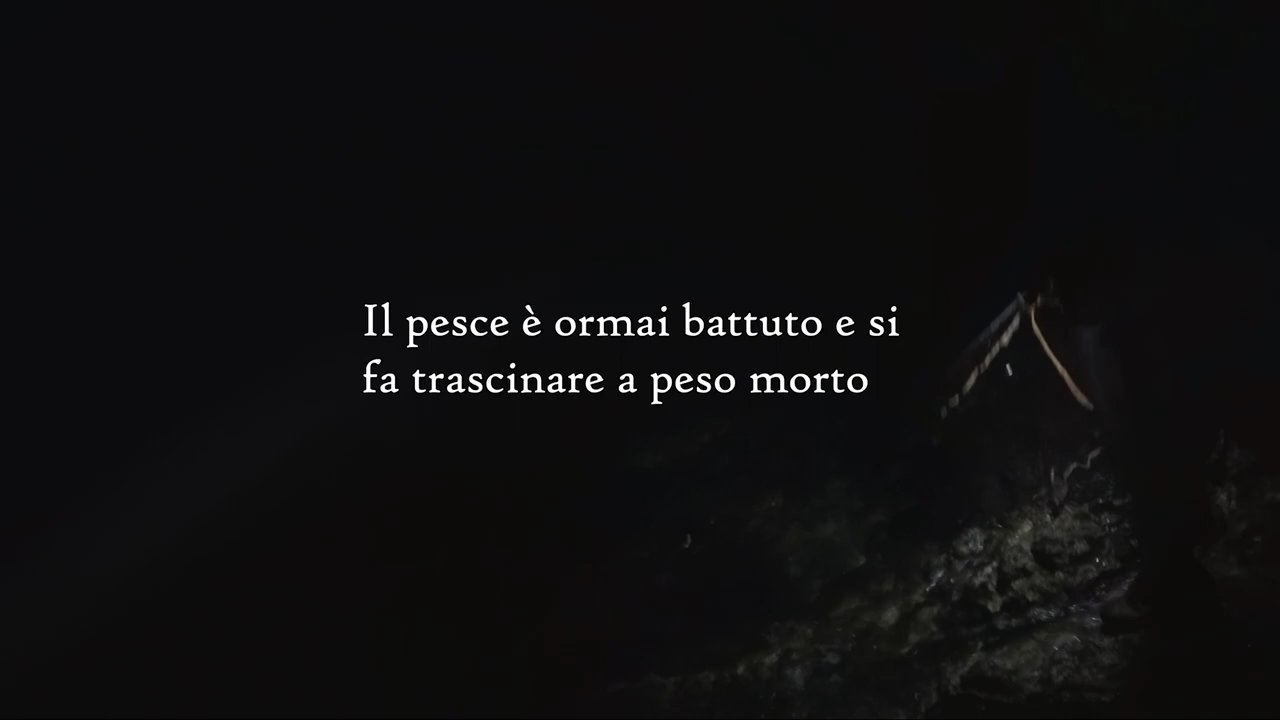 Il pesce è ormai battuto e si
fa trascinare a peso morto